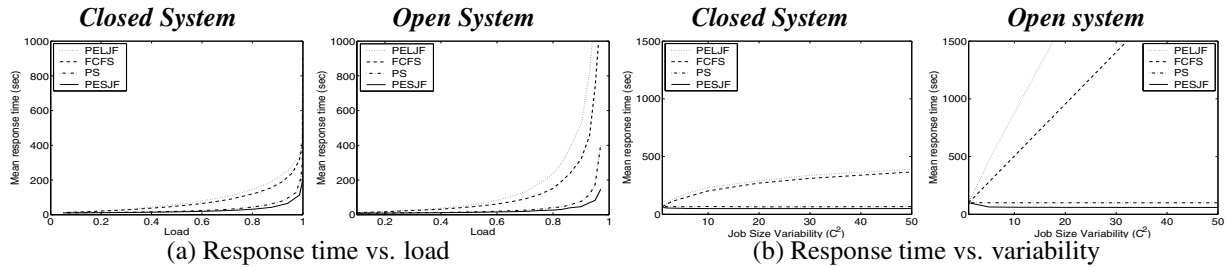 Closed System
Open System
Closed System
Open system
Mean response time (sec)
1000
800
600
400
200
0
PELJF
FCFS
PS
PESJF
0 0.2 0.4 0.6 0.8 1
Load
Mean response time (sec)
1000
800
600
400
200
0
PELJF
FCFS
PS
PESJF
0.2 0.4 0.6 0.8 1
Load
Mean response time (sec)
1500
1000
500
0
PELJF
FCFS
PS
PESJF
10 20 30 40 50
Job Size Variability (C²)
Mean response time (sec)
1500
1000
500
0
PELJF
FCFS
PS
PESJF
10 20 30 40 50
Job Size Variability (C²)
(a) Response time vs. load
(b) Response time vs. variability